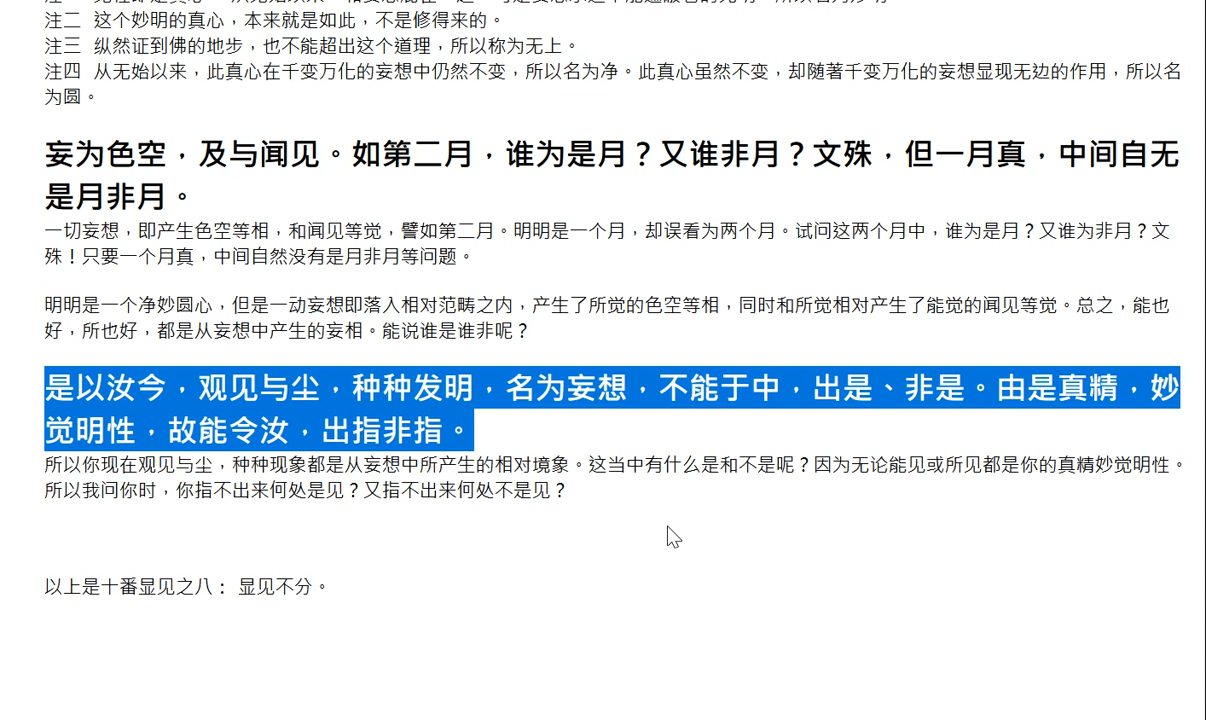 注二 这个妙明的真心，本来就是如此，不是修得来的。
注三 纵然证到佛的地步，也不能超出这个道理，所以称为无上。
注四 从无始以来，此真心在千变万化的妄想中仍然不变，所以名为净。此真心虽然不变，却随著千变万化的妄想显现无边的作用，所以名
为圆。
妄为色空，及与闻见。如第二月，谁为是月？又谁非月？文殊，但一月真，中间自无
是月非月。
一切妄想，即产生色空等相，和闻见等觉，譬如第二月。明明是一个月，却误看为两个月。试问这两个月中，谁为是月？又谁为非月？文
殊！只要一个月真，中间自然没有是月非月等问题。
明明是一个净妙圆心，但是一动妄想即落入相对范畴之内，产生了所觉的色空等相，同时和所觉相对产生了能觉的闻见等觉。总之，能也
好，所也好，都是从妄想中产生的妄相。能说谁是谁非呢？
是以汝今，观见与尘，种种发明，名为妄想，不能于中，出是、非是。由是真精，妙
觉明性，故能令汝，出指非指。
所以你现在观见与尘，种种现象都是从妄想中所产生的相对境象。这当中有什么是和不是呢？因为无论能见或所见都是你的真精妙觉明性。
所以我问你时，你指不出来何处是见？又指不出来何处不是见？
以上是十番显见之八： 显见不分。